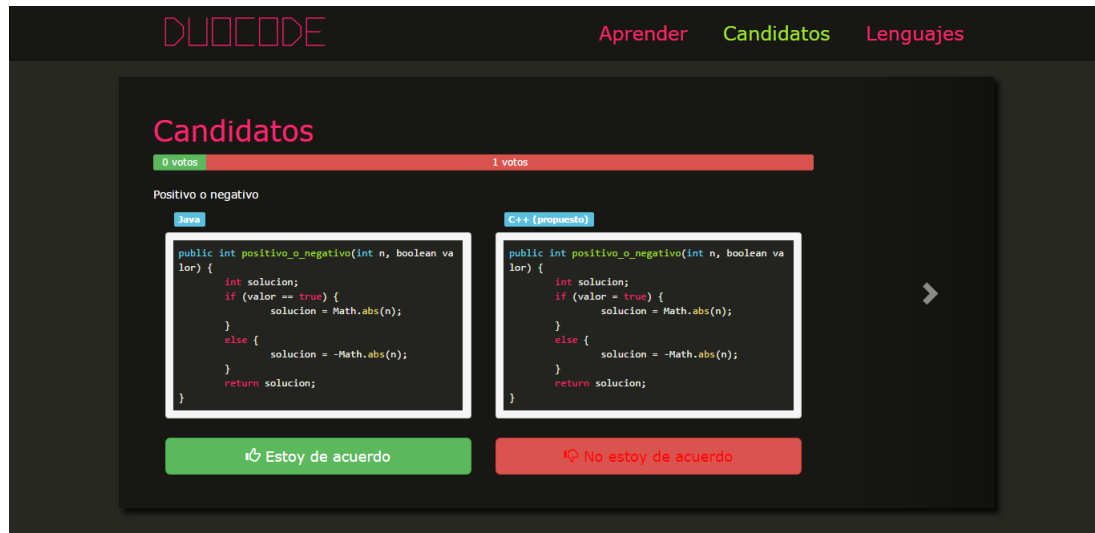 DUOCODE
Aprender Candidatos Lenguajes
Candidatos
0 votos 1 votos
Positivo o negativo
Java
public int positivo_o_negativo(int n, boolean va
lor) {
int solucion;
if (valor == true) {
solucion = Math.abs(n);
}
else {
solucion = -Math.abs(n);
}
return solucion;
}
C++ (propuesto)
public int positivo_o_negativo(int n, boolean va
lor) {
int solucion;
if (valor = true) {
solucion = Math.abs(n);
}
else {
solucion = -Math.abs(n);
}
return solucion;
}
Estoy de acuerdo
No estoy de acuerdo